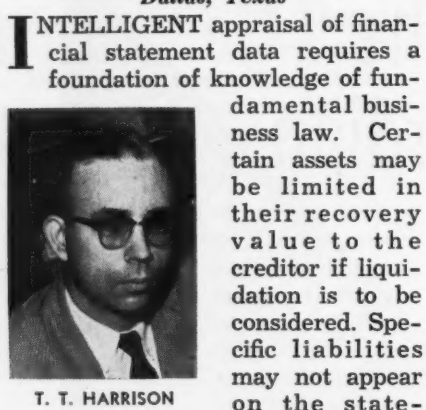 Dallas, Texas
INTELLIGENT appraisal of finan-
cial statement data requires a
foundation of knowledge of fun-
damental busi-
ness law. Cer-
tain assets may
be limited in
their recovery
value to the
creditor if liqui-
dation is to be
considered. Spe-
cific liabilities
may not appear
on the state-
T. T. HARRISON